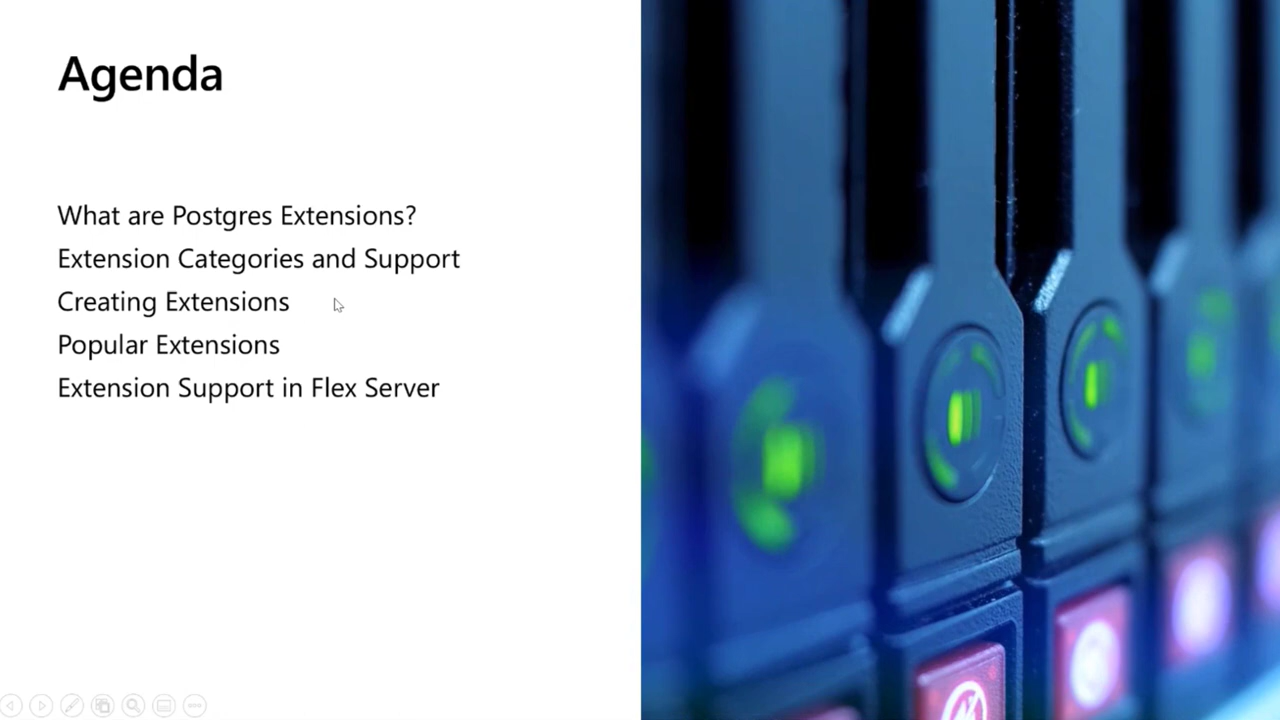 Agenda
What are Postgres Extensions?
Extension Categories and Support
Creating Extensions
Popular Extensions
Extension Support in Flex Server